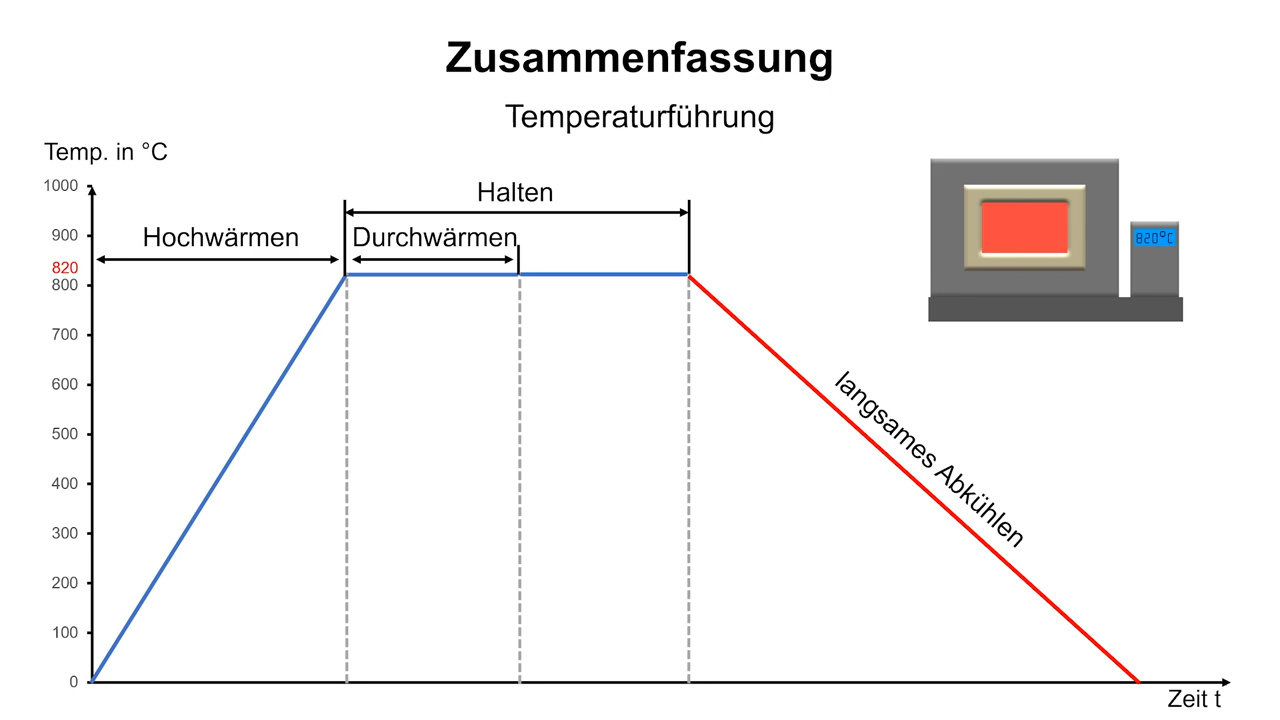 Zusammenfassung
Temperaturführung
Temp. in °C
1000
900
820
800
700
600
500
400
300
200
100
0
Hochwärmen
Halten
Durchwärmen
820°C
langsames Abkühlen
Zeit t